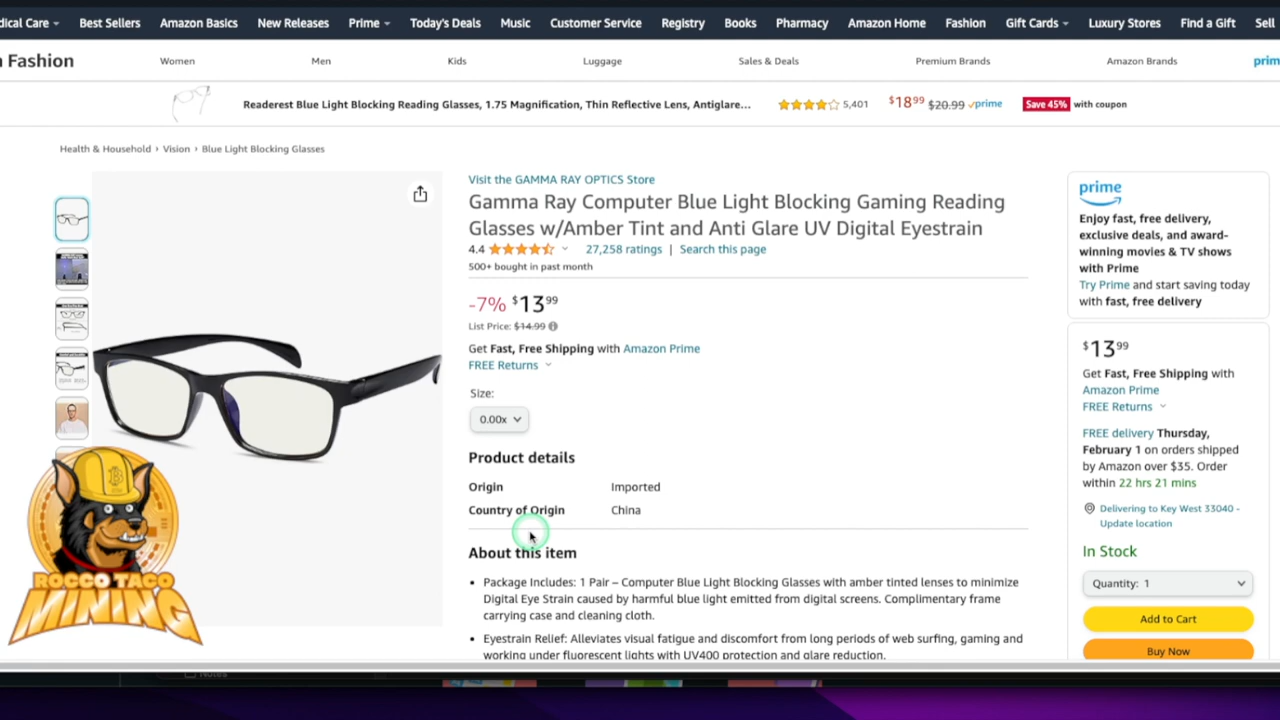 dical Care Best Sellers Amazon Basics New Releases Prime Today's Deals Music Customer Service Registry Books Pharmacy Amazon Home Fashion Gift Cards Luxury Stores Find a Gift Sell
Fashion Women Men Kids Luggage Sales & Deals Premium Brands Amazon Brands prim
Readerest Blue Light Blocking Reading Glasses, 1.75 Magnification, Thin Reflective Lens, Antiglare... 5,401 $18.99 $20.99 prime Save 45% with coupon
Health & Household › Vision › Blue Light Blocking Glasses
Visit the GAMMA RAY OPTICS Store
Gamma Ray Computer Blue Light Blocking Gaming Reading
Glasses w/Amber Tint and Anti Glare UV Digital Eyestrain
4.4 27,258 ratings | Search this page
500+ bought in past month
-7% $13.99
List Price: $14.99
Get Fast, Free Shipping with Amazon Prime
FREE Returns
Size:
0.00x
Product details
Origin Imported
Country of Origin China
About this item
• Package Includes: 1 Pair – Computer Blue Light Blocking Glasses with amber tinted lenses to minimize
Digital Eye Strain caused by harmful blue light emitted from digital screens. Complimentary frame
carrying case and cleaning cloth.
• Eyestrain Relief: Alleviates visual fatigue and discomfort from long periods of web surfing, gaming and
working under fluorescent lights with UV400 protection and glare reduction.
prime
Enjoy fast, free delivery,
exclusive deals, and award-
winning movies & TV shows
with Prime
Try Prime and start saving today
with fast, free delivery
$13.99
Get Fast, Free Shipping with
Amazon Prime
FREE Returns
FREE delivery Thursday,
February 1 on orders shipped
by Amazon over $35. Order
within 22 hrs 21 mins
Delivering to Key West 33040 -
Update location
In Stock
Quantity: 1
Add to Cart
Buy Now
ROCCO TACO
MINING
Notes